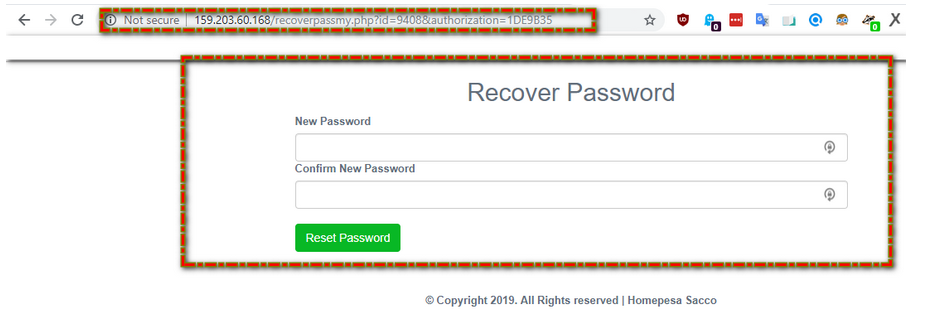 Not secure | 159.203.60.168/recoverpassmy.php?id=9408&authorization=1DE9B35
0
0
Recover Password
New Password
Confirm New Password
Reset Password
© Copyright 2019. All Rights reserved | Homepesa Sacco